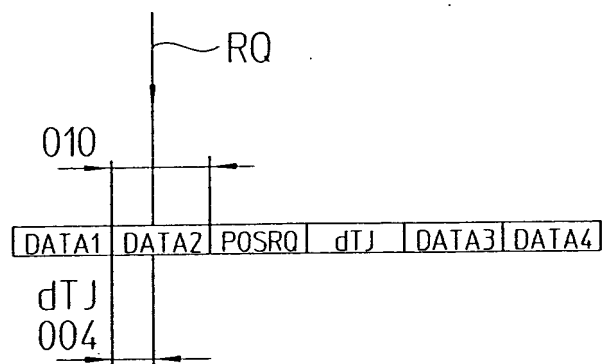 RQ
010
DATA1 DATA2 POSRQ dTJ DATA3 DATA4
dTJ
004